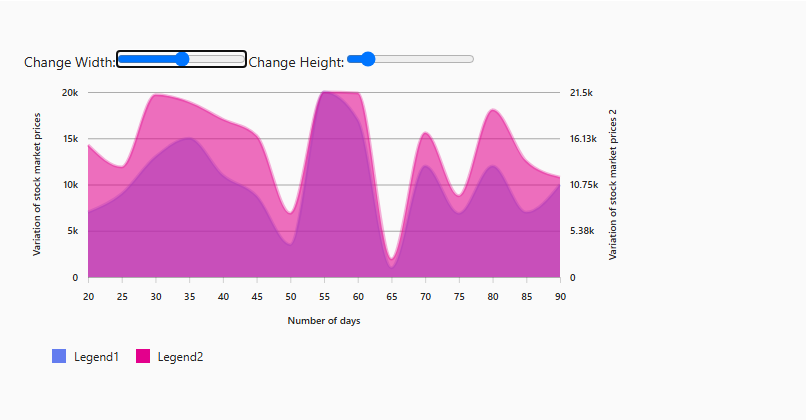 Change Width: Change Height:
20k 21.5k
15k 16.13k
10k 10.75k
5k 5.38k
0 0
Variation of stock market prices
Variation of stock market prices 2
20 25 30 35 40 45 50 55 60 65 70 75 80 85 90
Number of days
Legend1 Legend2